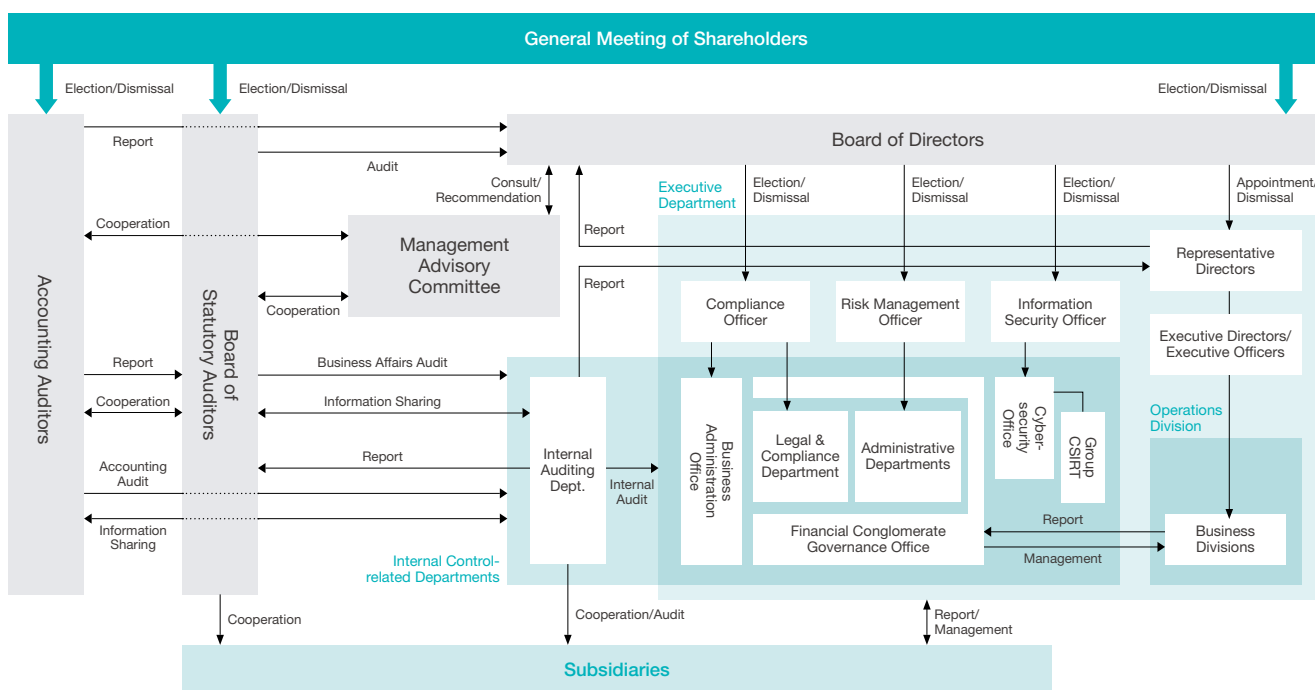 General Meeting of Shareholders
Election/Dismissal
Election/Dismissal
Election/Dismissal
Board of Directors
Report
Audit
Consult/
Recommendation
Executive
Department
Election/
Dismissal
Election/
Dismissal
Election/
Dismissal
Appointment/
Dismissal
Cooperation
Management
Advisory
Committee
Report
Representative
Directors
Accounting Auditors
Board of
Statutory Auditors
Cooperation
Report
Compliance
Officer
Risk Management
Officer
Information
Security Officer
Executive Directors/
Executive Officers
Report
Business Affairs Audit
Cooperation
Information Sharing
Operations
Division
Internal
Auditing
Dept.
Business
Administration
Office
Legal &
Compliance
Department
Administrative
Departments
Cyber-
security
Office
Group
CSIRT
Report
Accounting
Audit
Internal
Audit
Information
Sharing
Financial Conglomerate
Governance Office
Report
Management
Business
Divisions
Internal Control-
related Departments
Cooperation
Cooperation/Audit
Report/
Management
Subsidiaries